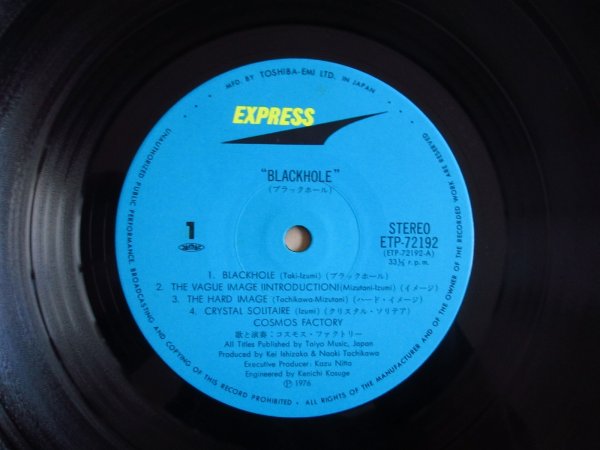 MFD. BY TOSHIBA-EMI LTD. IN JAPAN
EXPRESS
"BLACKHOLE"
(ブラックホール)
1
STEREO
ETP-72192
(ETP-72192-A)
33⅓ r.p.m.
1. BLACKHOLE (Taki-Izumi) (ブラックホール)
2. THE VAGUE IMAGE (INTRODUCTION) (Mizutani-Izumi) (イメージ)
3. THE HARD IMAGE (Tachikawa-Mizutani) (ハード・イメージ)
4. CRYSTAL SOLITAIRE (Izumi) (クリスタル・ソリテア)
COSMOS FACTORY
歌と演奏:コスモス・ファクトリー
All Titles Published by Taiyo Music, Japan
Produced by Kei Ishizaka & Naoki Tachikawa
Executive Producer: Kazu Nitta
Engineered by Kenichi Kosuge
Ⓟ 1976
UNAUTHORIZED PUBLIC PERFORMANCE, BROADCASTING AND COPYING OF THIS RECORD PROHIBITED · ALL RIGHTS OF THE MANUFACTURER AND OF THE OWNER OF THE RECORDED WORK ARE RESERVED